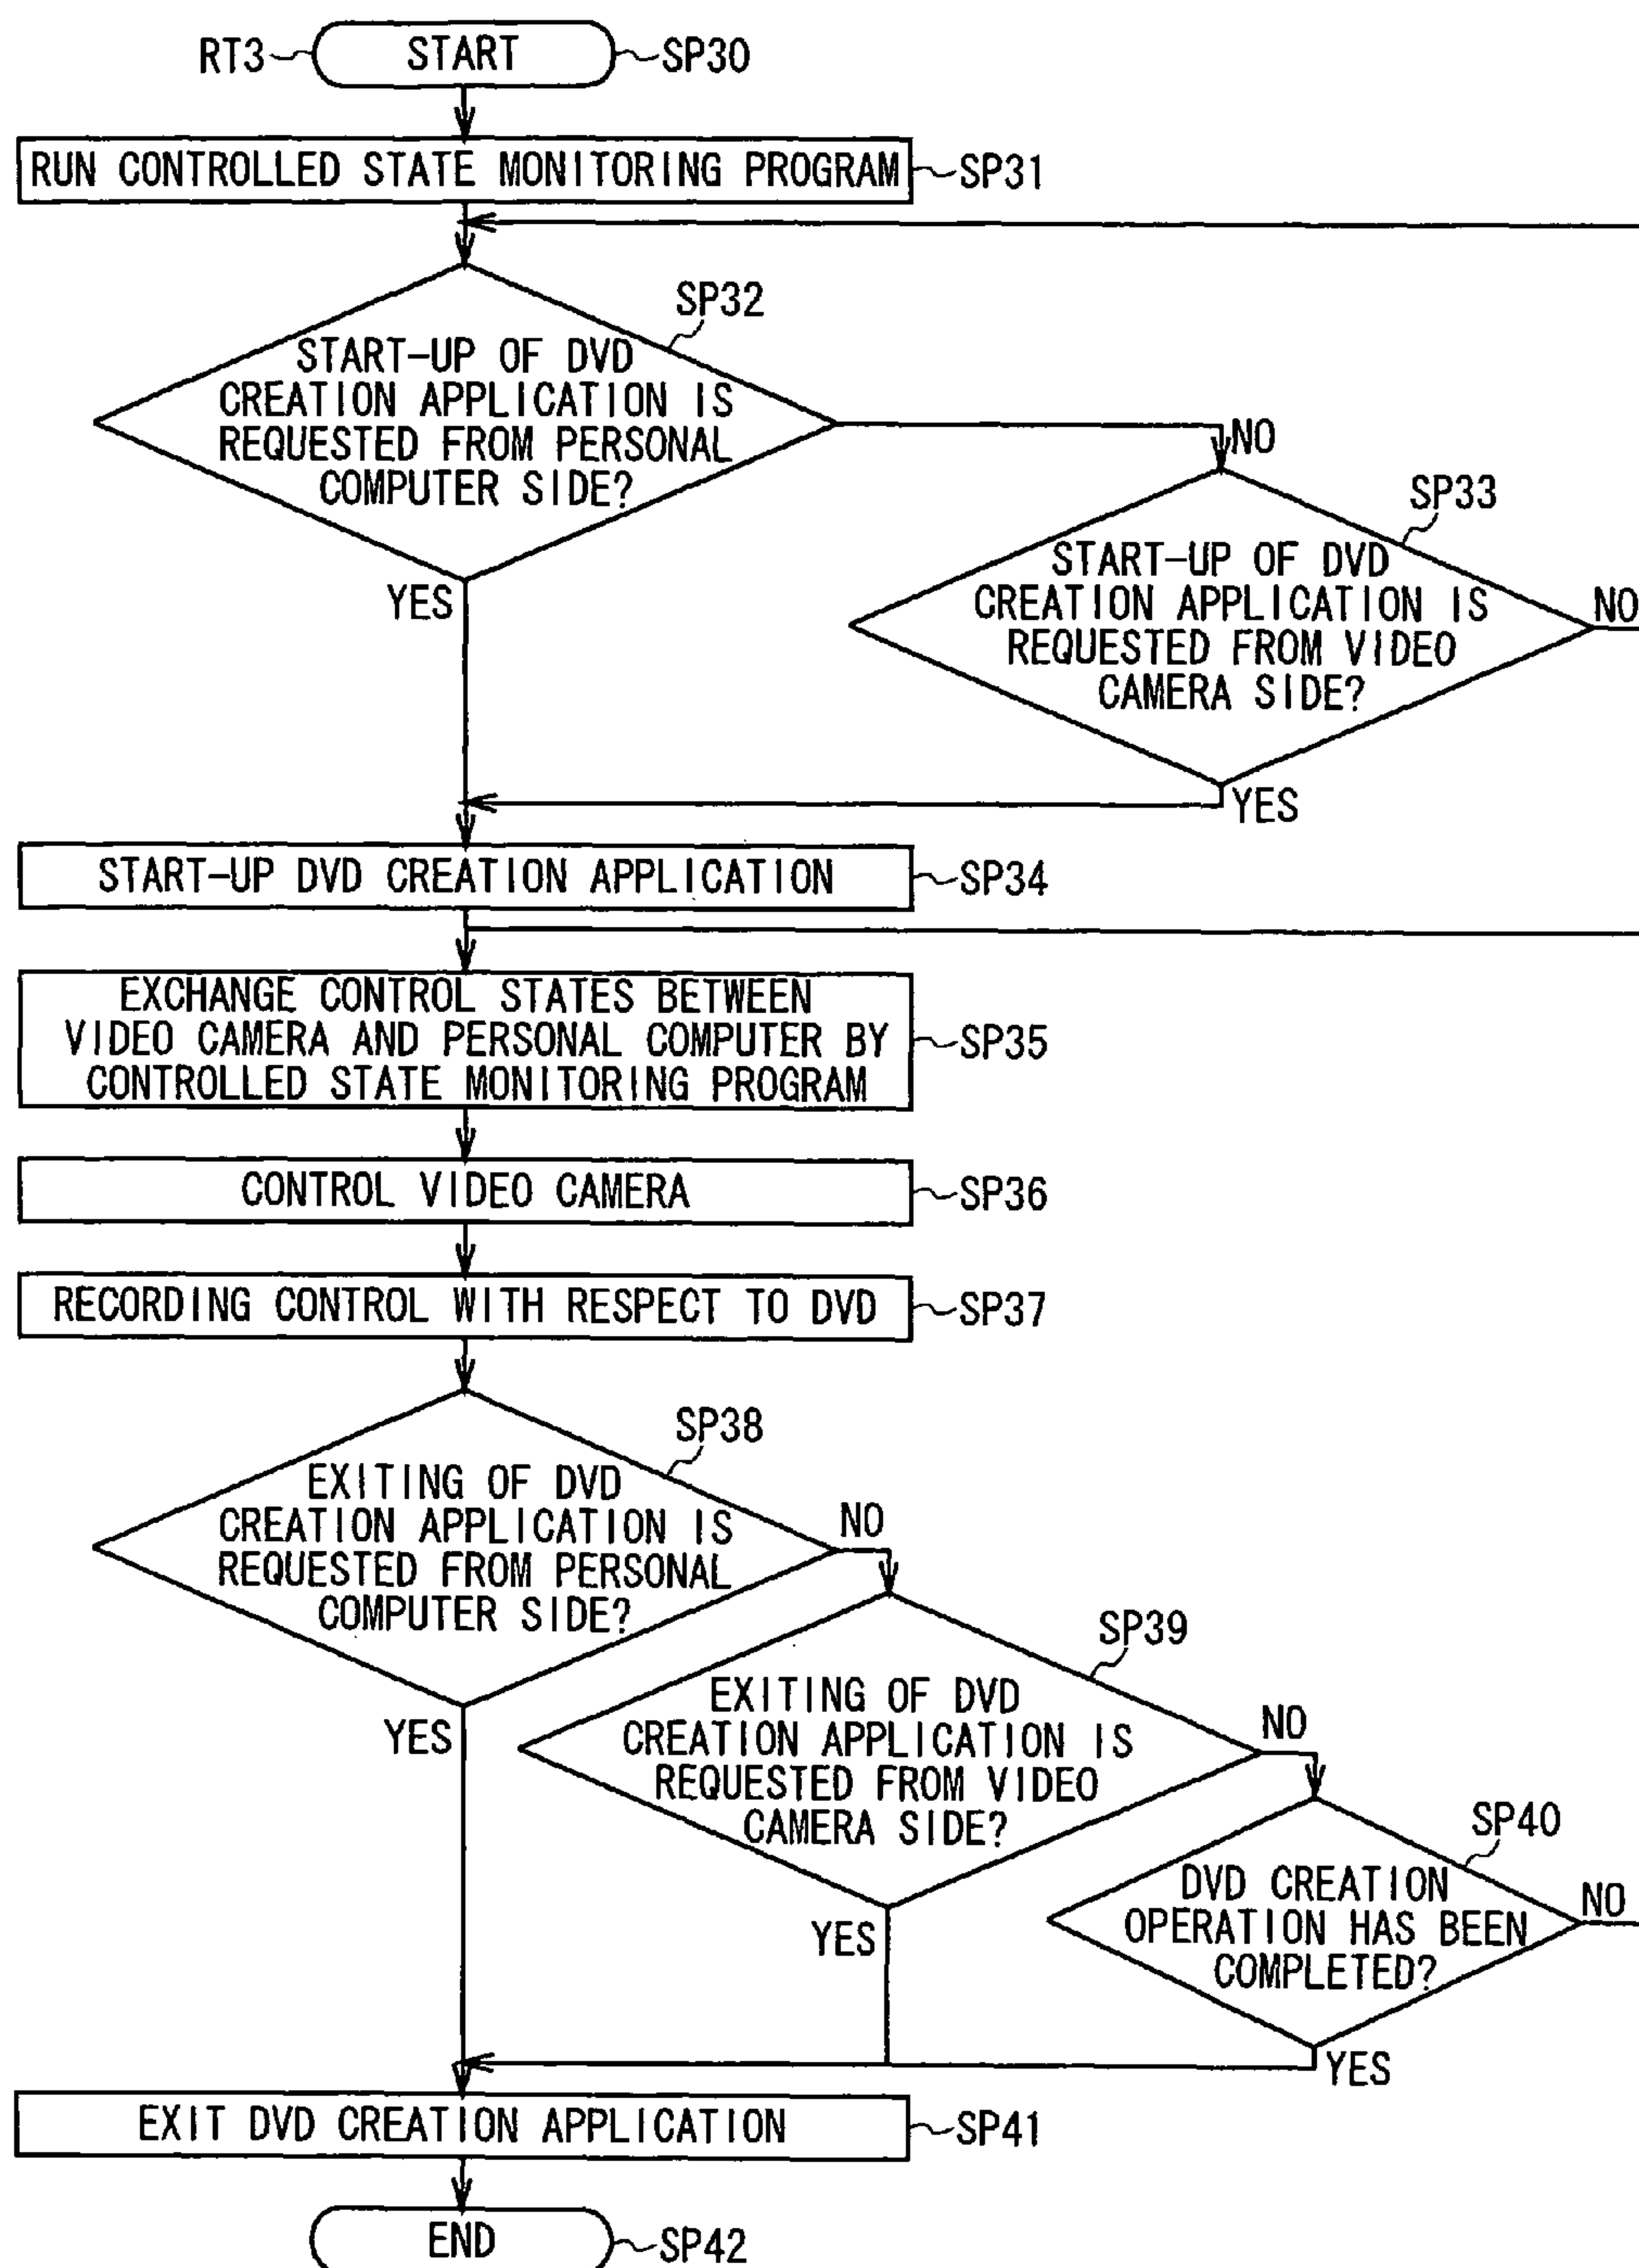 RT3 START SP30
RUN CONTROLLED STATE MONITORING PROGRAM SP31
SP32
START-UP OF DVD
CREATION APPLICATION IS
REQUESTED FROM PERSONAL
COMPUTER SIDE?
NO
YES
SP33
START-UP OF DVD
CREATION APPLICATION IS
REQUESTED FROM VIDEO
CAMERA SIDE?
NO
YES
START-UP DVD CREATION APPLICATION SP34
EXCHANGE CONTROL STATES BETWEEN
VIDEO CAMERA AND PERSONAL COMPUTER BY
CONTROLLED STATE MONITORING PROGRAM
SP35
CONTROL VIDEO CAMERA SP36
RECORDING CONTROL WITH RESPECT TO DVD SP37
SP38
EXITING OF DVD
CREATION APPLICATION IS
REQUESTED FROM PERSONAL
COMPUTER SIDE?
NO
YES
SP39
EXITING OF DVD
CREATION APPLICATION IS
REQUESTED FROM VIDEO
CAMERA SIDE?
NO
YES
SP40
DVD CREATION
OPERATION HAS BEEN
COMPLETED?
NO
YES
EXIT DVD CREATION APPLICATION SP41
END SP42